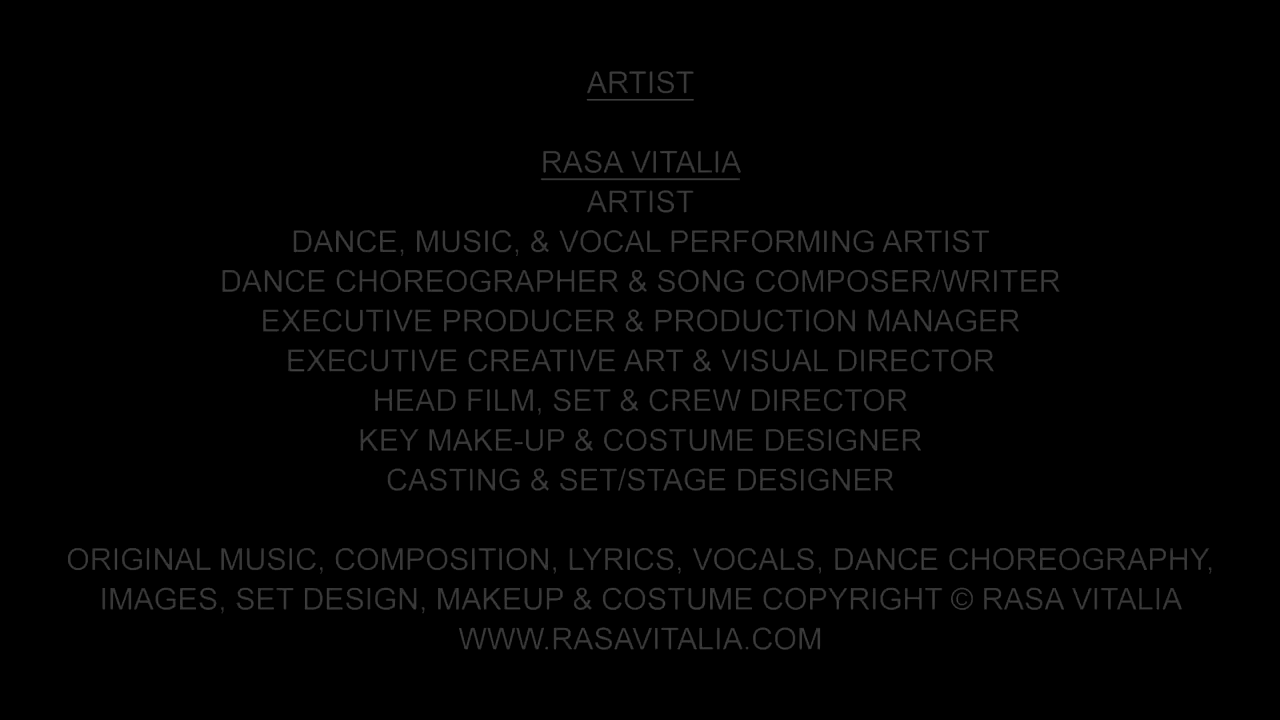 ARTIST
RASA VITALIA
ARTIST
DANCE, MUSIC, & VOCAL PERFORMING ARTIST
DANCE CHOREOGRAPHER & SONG COMPOSER/WRITER
EXECUTIVE PRODUCER & PRODUCTION MANAGER
EXECUTIVE CREATIVE ART & VISUAL DIRECTOR
HEAD FILM, SET & CREW DIRECTOR
KEY MAKE-UP & COSTUME DESIGNER
CASTING & SET/STAGE DESIGNER
ORIGINAL MUSIC, COMPOSITION, LYRICS, VOCALS, DANCE CHOREOGRAPHY,
IMAGES, SET DESIGN, MAKEUP & COSTUME COPYRIGHT © RASA VITALIA
WWW.RASAVITALIA.COM